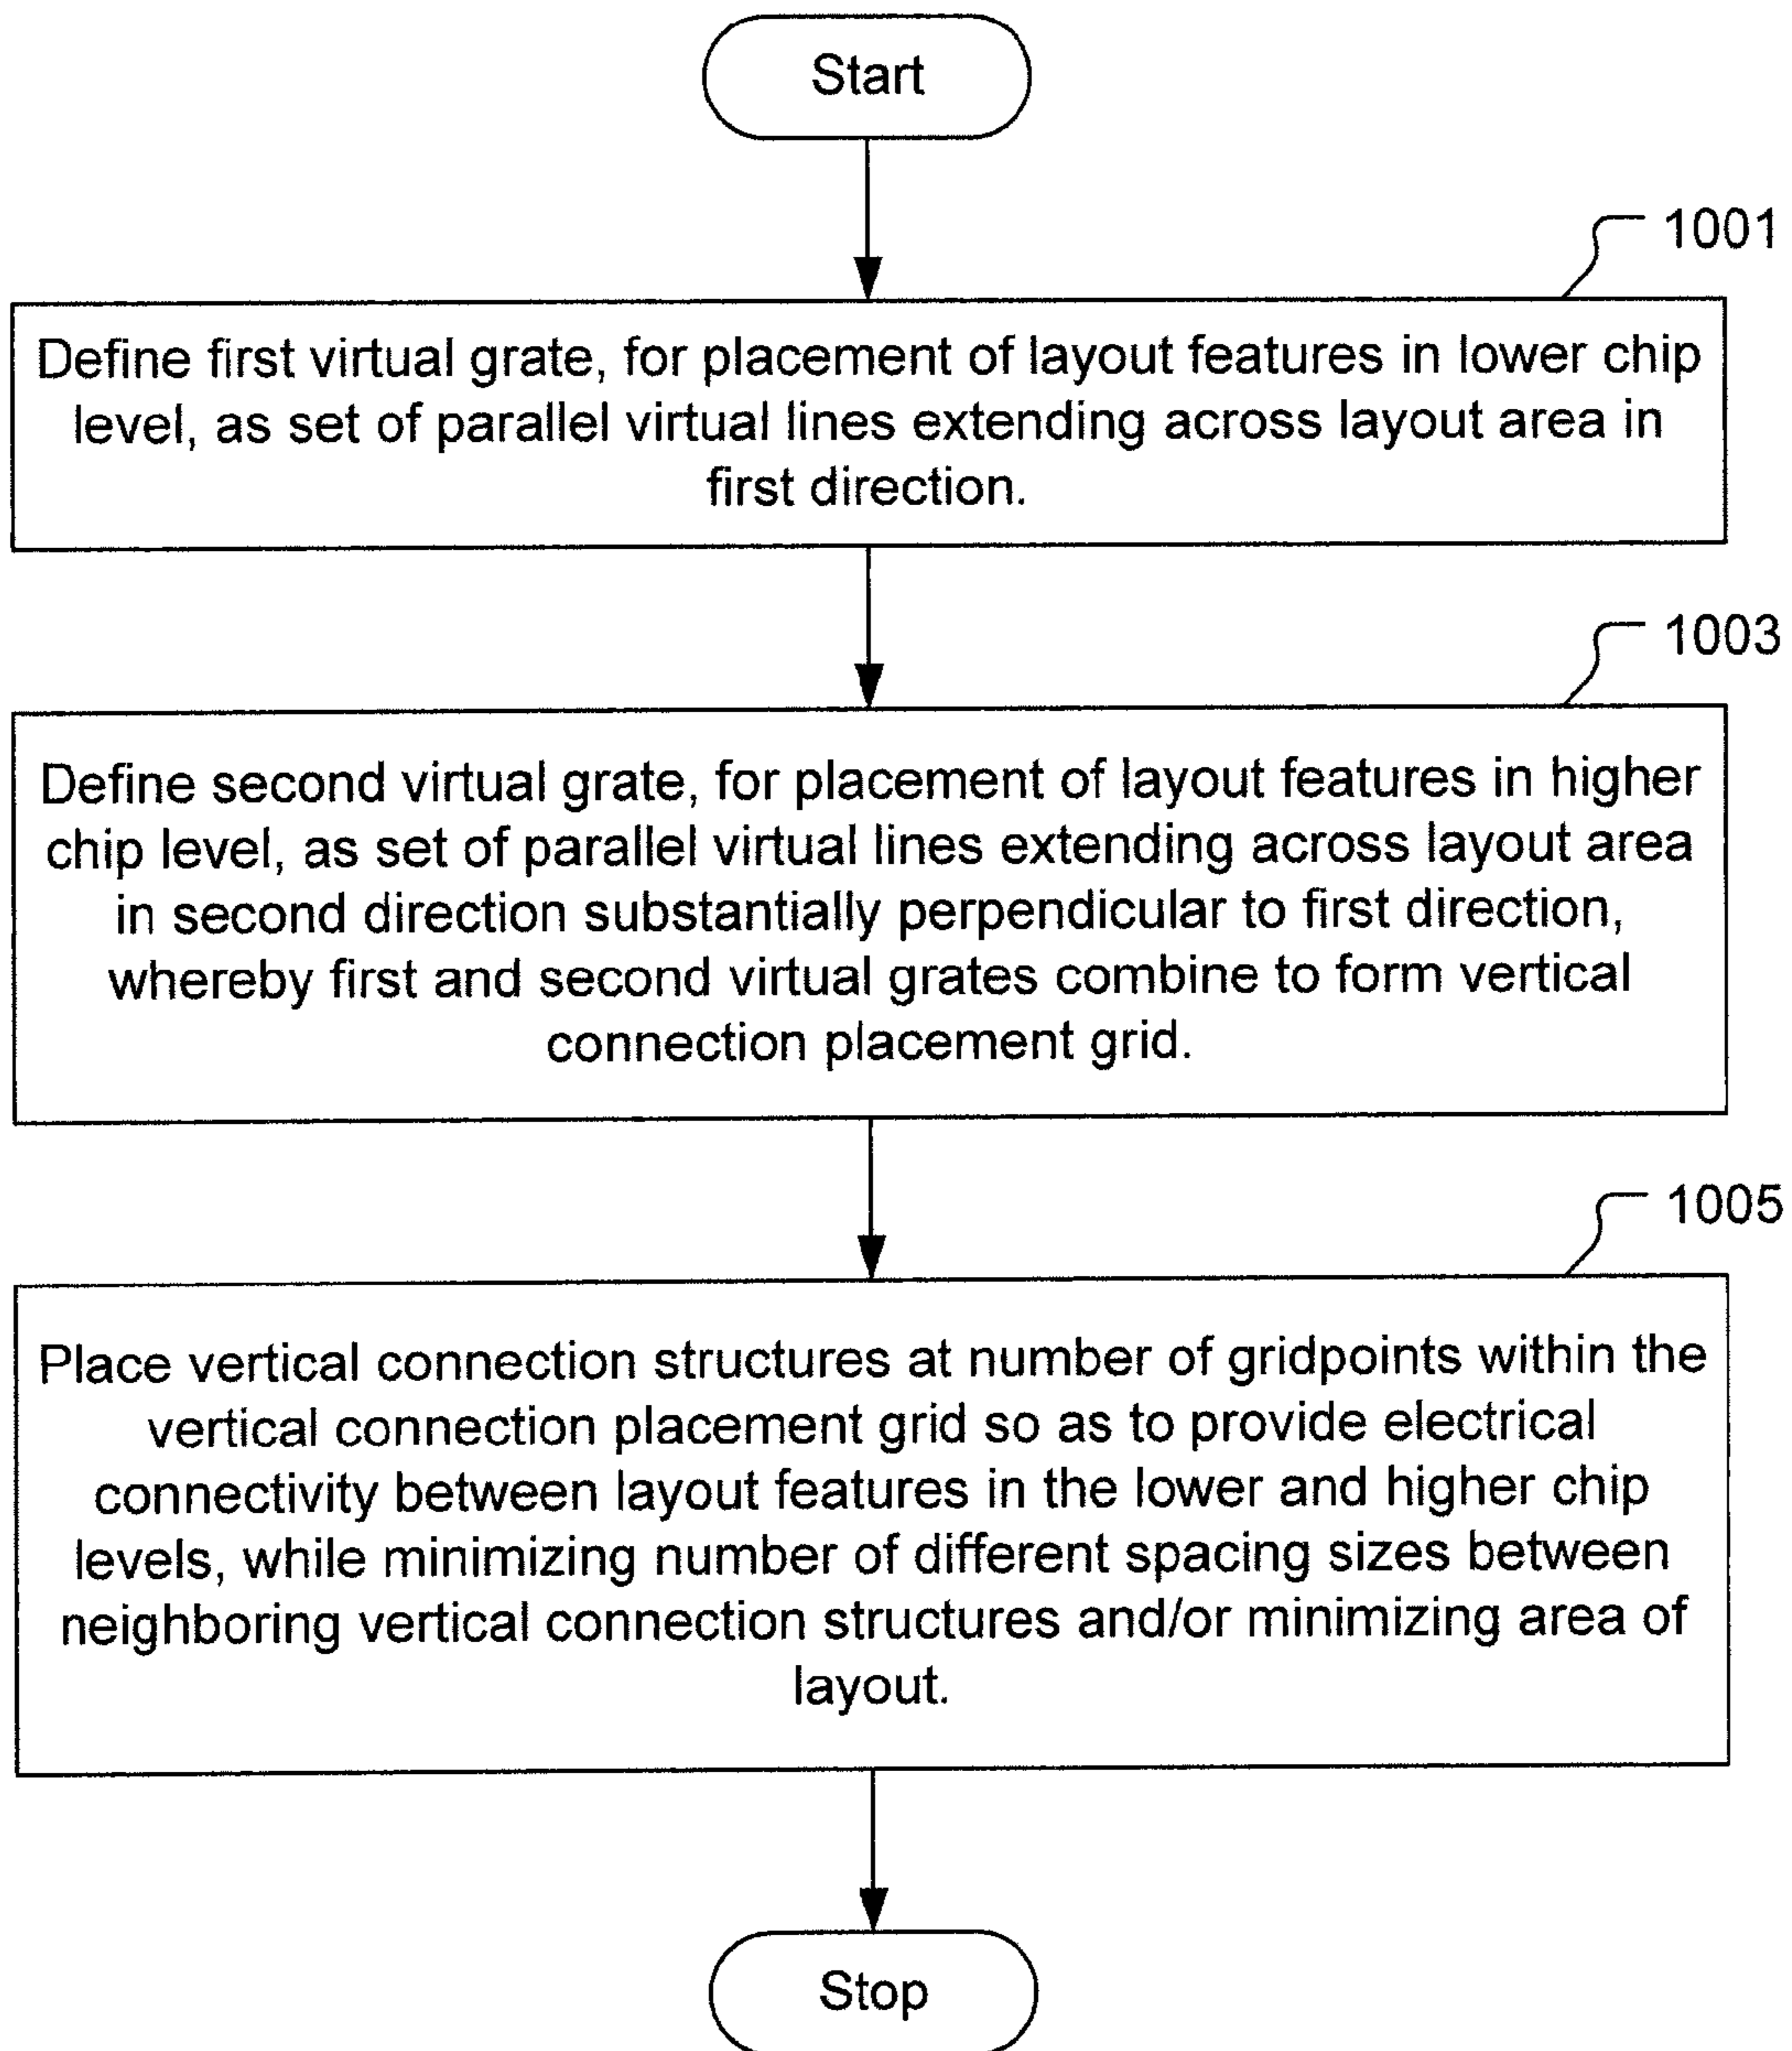 Start
1001
Define first virtual grate, for placement of layout features in lower chip
level, as set of parallel virtual lines extending across layout area in
first direction.
1003
Define second virtual grate, for placement of layout features in higher
chip level, as set of parallel virtual lines extending across layout area
in second direction substantially perpendicular to first direction,
whereby first and second virtual grates combine to form vertical
connection placement grid.
1005
Place vertical connection structures at number of gridpoints within the
vertical connection placement grid so as to provide electrical
connectivity between layout features in the lower and higher chip
levels, while minimizing number of different spacing sizes between
neighboring vertical connection structures and/or minimizing area of
layout.
Stop